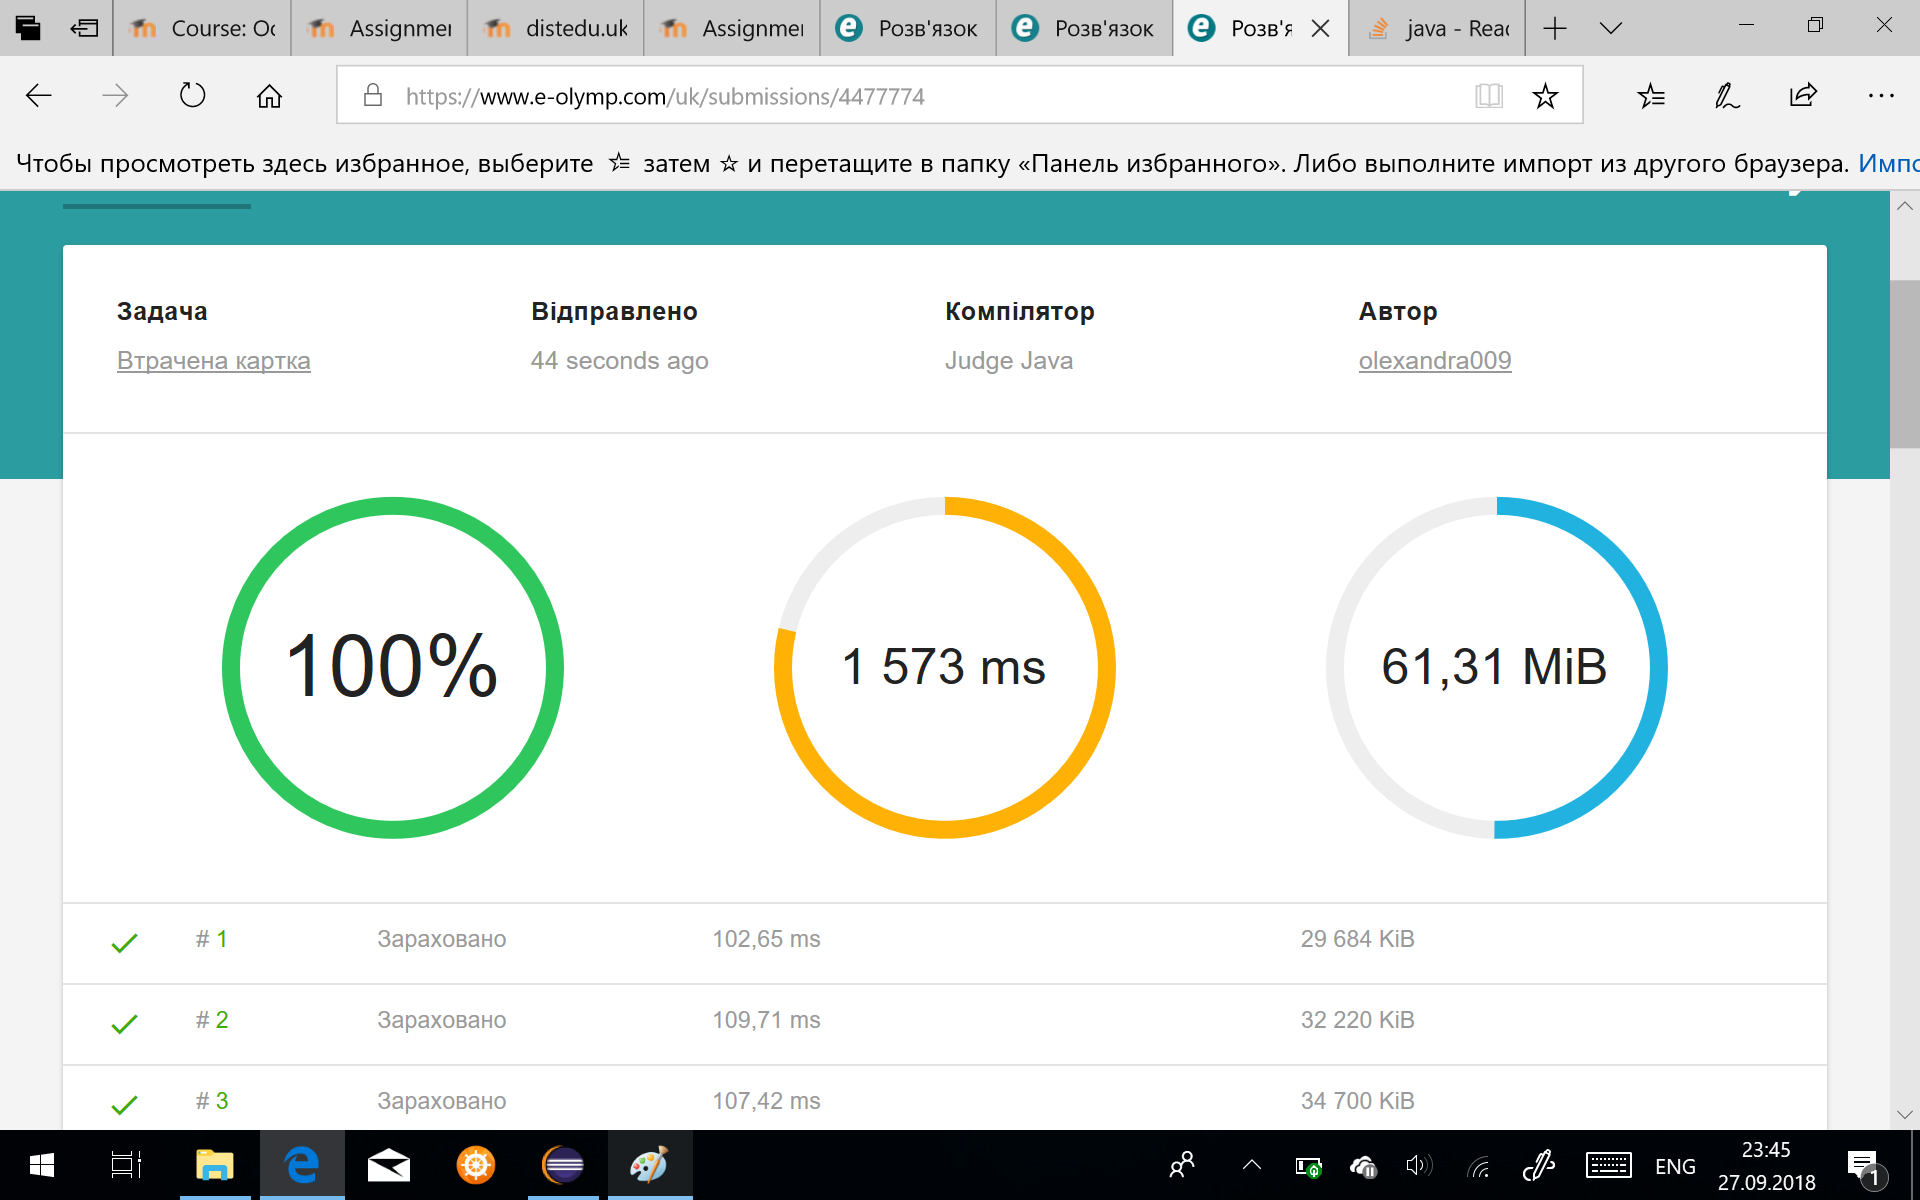 Course: Oc
Assignmer
distedu.uk
Assignmer
Розв'язок
Розв'язок
Розв'я
java - Reac
https://www.e-olymp.com/uk/submissions/4477774
Чтобы просмотреть здесь избранное, выберите затем и перетащите в папку «Панель избранного». Либо выполните импорт из другого браузера. Импо
Задача
Відправлено
Компілятор
Автор
Втрачена картка
44 seconds ago
Judge Java
olexandra009
100%
1 573 ms
61,31 MiB
# 1 Зараховано 102,65 ms 29 684 KiB
# 2 Зараховано 109,71 ms 32 220 KiB
# 3 Зараховано 107,42 ms 34 700 KiB
ENG
23:45
27.09.2018
1